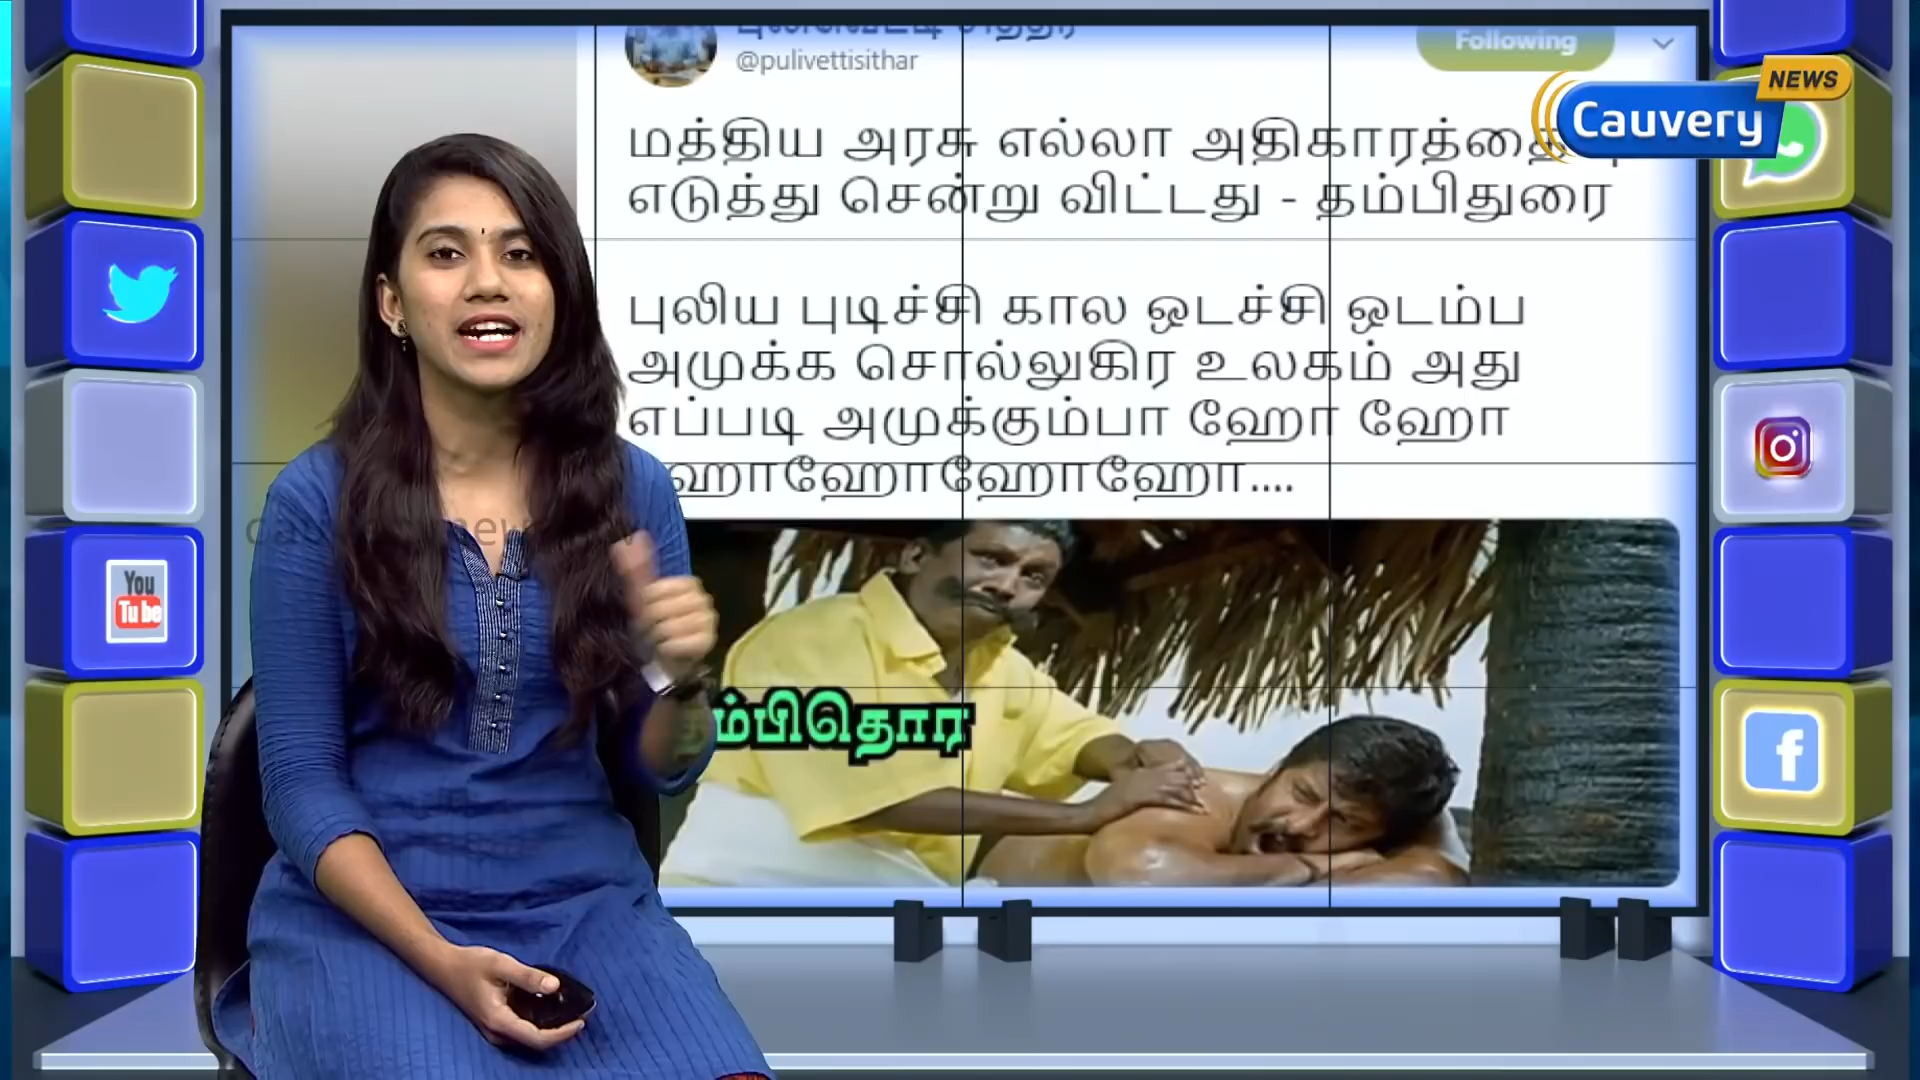 @pulivettisithar
Following
NEWS
Cauvery
மத்திய அரசு எல்லா அதிகாரத்தை
எடுத்து சென்று விட்டது - தம்பிதுரை
புலிய புடிச்சி கால ஒடச்சி ஒடம்ப
அமுக்க சொல்லுகிர உலகம் அது
எப்படி அமுக்கும்பா ஹோ ஹோ
ஹாஹோஹோஹோ....
You
Tube
f